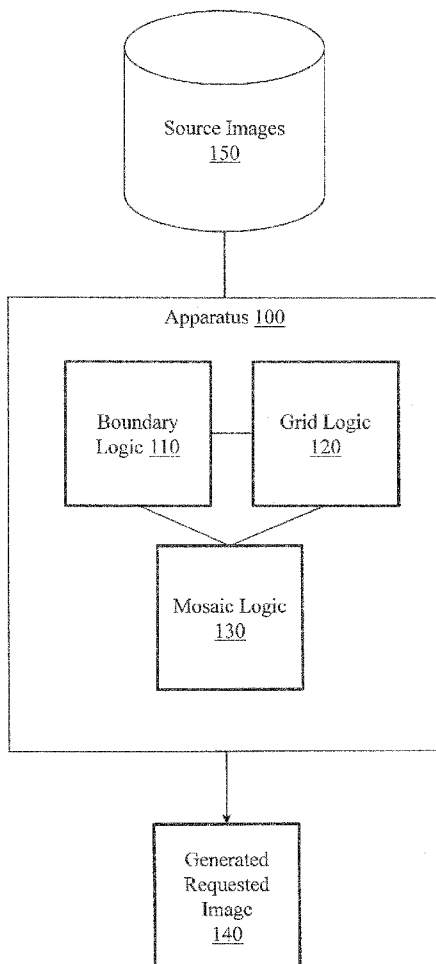 Source Images
150
Apparatus 100
Boundary
Logic 110
Grid Logic
120
Mosaic Logic
130
Generated
Requested
Image
140